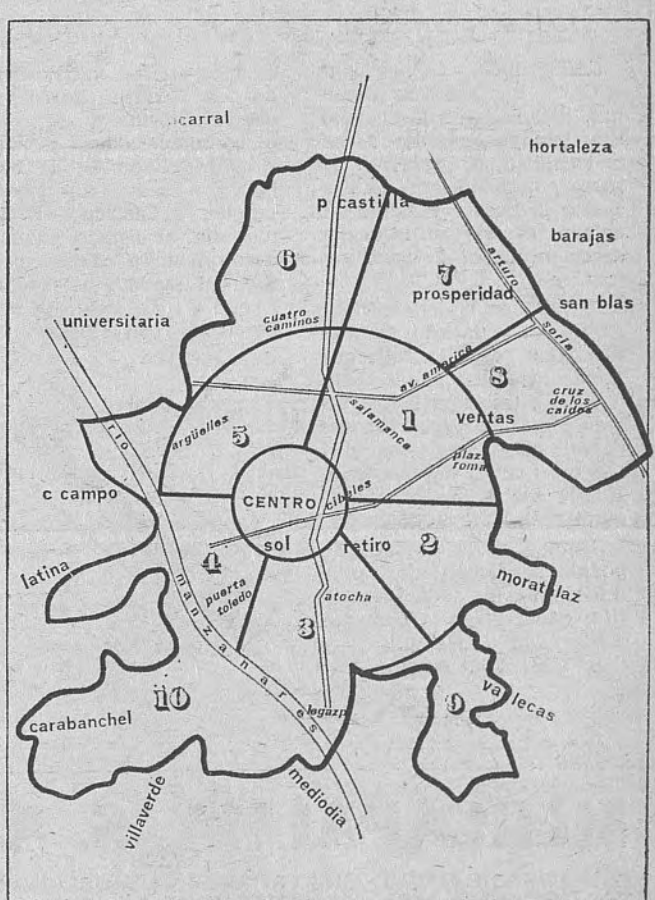 carral
hortaleza
p castilla
barajas
6
7
arturo
prosperidad
san blas
cuatro
caminos
universitaria
soria
av. america
8
cruz
de los
caidos
salamanca
1
ventas
argüelles
5
rio
plaza
roma
c campo
CENTRO
cibeles
sol
retiro
2
latina
4
manzanares
puerta
toledo
atocha
moratalaz
3
10
9
vallecas
carabanchel
legazpi
mediodia
villaverde